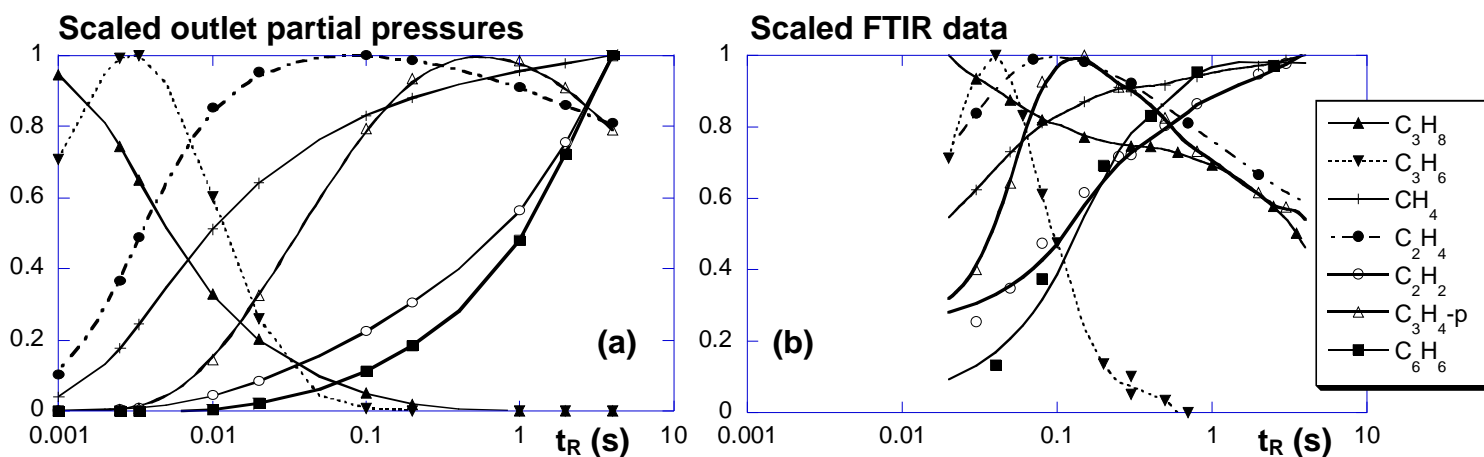 Scaled outlet partial pressures
1
0.8
0.6
0.4
0.2
0
0.001
0.01
0.1
1
10
t_R (s)
(a)
Scaled FTIR data
1
0.8
0.6
0.4
0.2
0
0.001
0.01
0.1
1
10
t_R (s)
(b)
C₃H₈
C₃H₆
CH₄
C₂H₄
C₂H₂
C₃H₄-p
C₆H₆